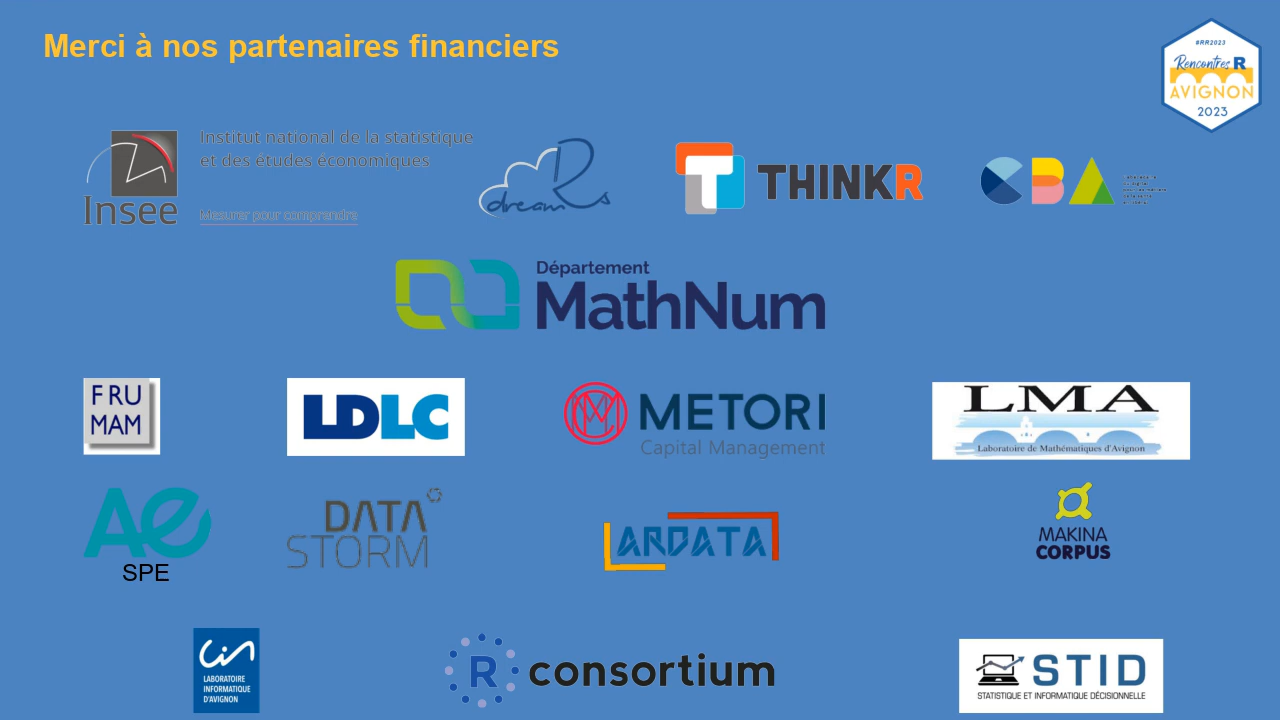 Merci à nos partenaires financiers
#RR2023
Rencontres R
AVIGNON
2023
Institut national de la statistique
et des études économiques
Insee
Mesurer pour comprendre
dreamRs
THINKR
CBA
Département
MathNum
FRU
MAM
LDLC
METORI
Capital Management
LMA
Laboratoire de Mathématiques d'Avignon
AE
SPE
DATA
STORM
ARDATA
MAKINA
CORPUS
LABORATOIRE
INFORMATIQUE
D'AVIGNON
R consortium
STID
STATISTIQUE ET INFORMATIQUE DÉCISIONNELLE